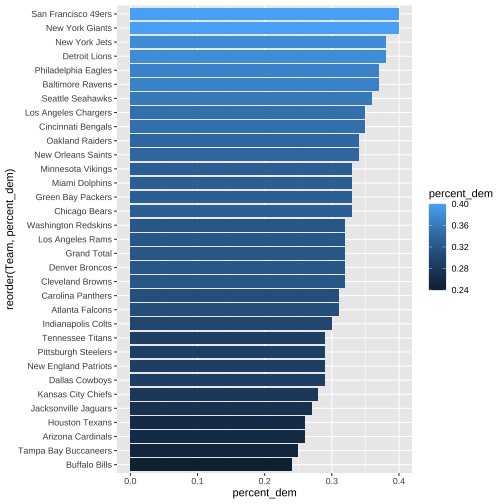 San Francisco 49ers
New York Giants
New York Jets
Detroit Lions
Philadelphia Eagles
Baltimore Ravens
Seattle Seahawks
Los Angeles Chargers
Cincinnati Bengals
Oakland Raiders
New Orleans Saints
Minnesota Vikings
Miami Dolphins
Green Bay Packers
Chicago Bears
Washington Redskins
Los Angeles Rams
Grand Total
Denver Broncos
Cleveland Browns
Carolina Panthers
Atlanta Falcons
Indianapolis Colts
Tennessee Titans
Pittsburgh Steelers
New England Patriots
Dallas Cowboys
Kansas City Chiefs
Jacksonville Jaguars
Houston Texans
Arizona Cardinals
Tampa Bay Buccaneers
Buffalo Bills
reorder(Team, percent_dem)
0.0 0.1 0.2 0.3 0.4
percent_dem
percent_dem
0.40
0.36
0.32
0.28
0.24